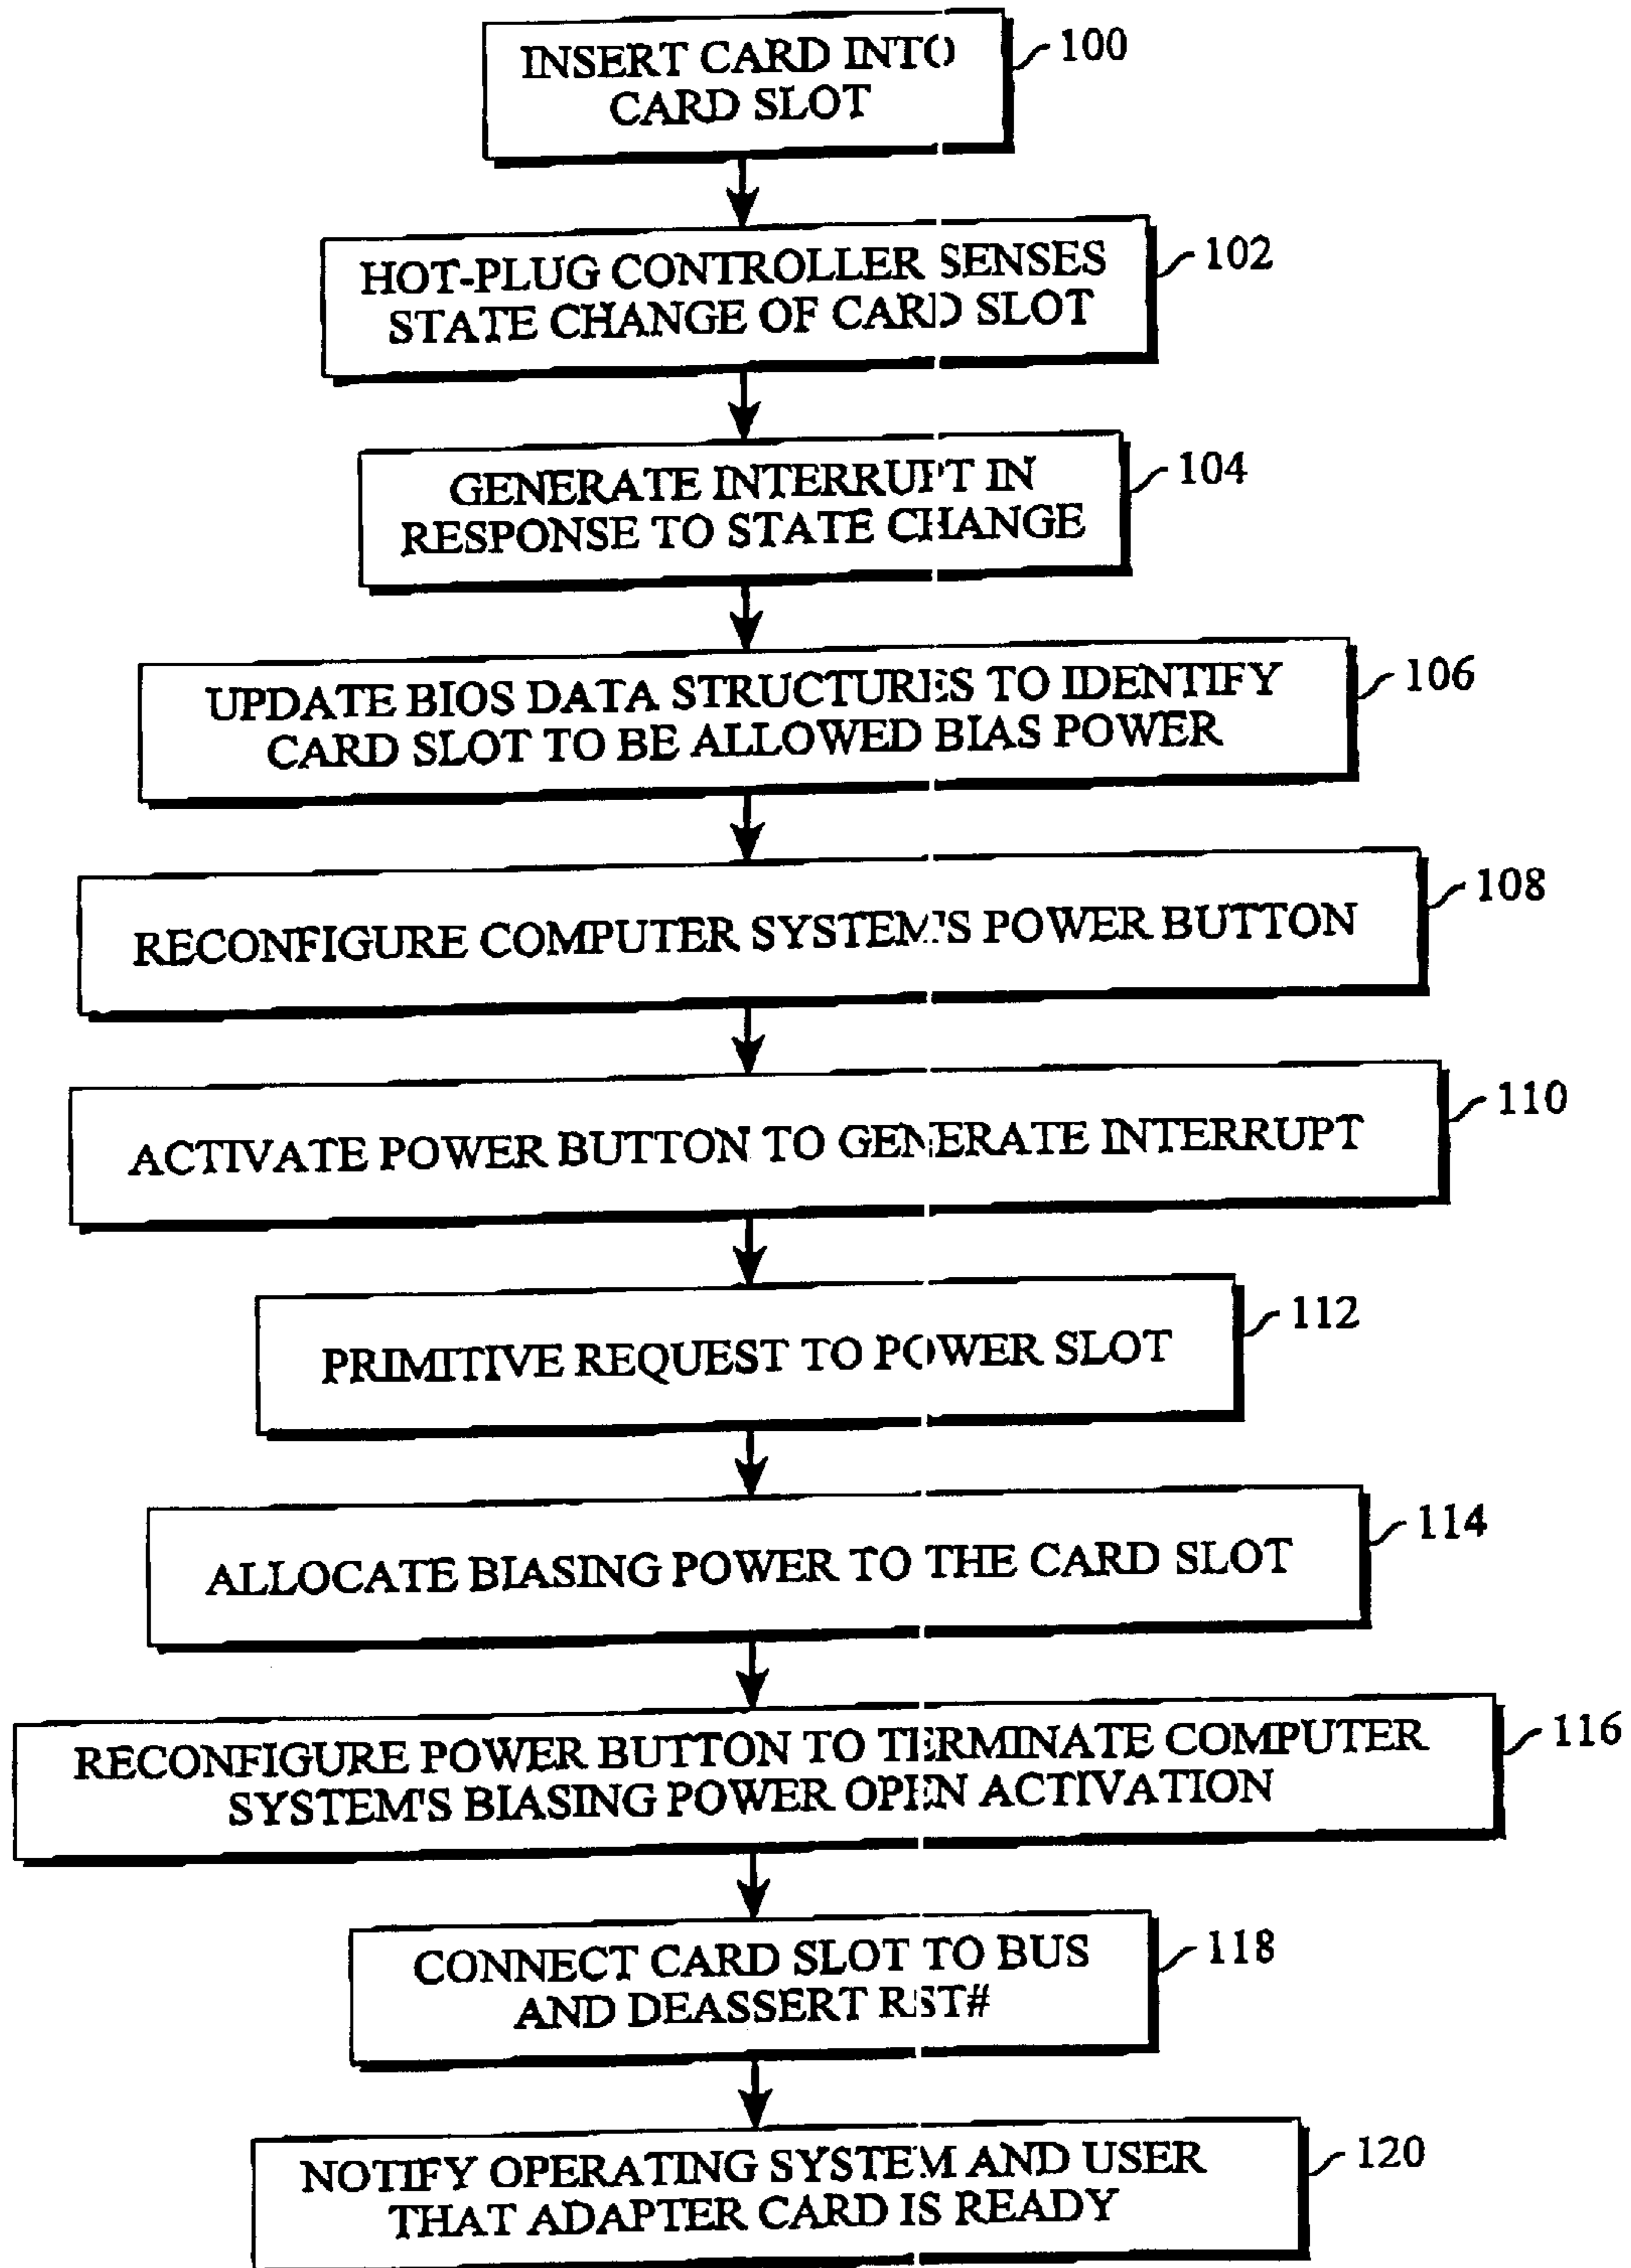 INSERT CARD INTO
CARD SLOT
100
HOT-PLUG CONTROLLER SENSES
STATE CHANGE OF CARD SLOT
102
GENERATE INTERRUPT IN
RESPONSE TO STATE CHANGE
104
UPDATE BIOS DATA STRUCTURES TO IDENTIFY
CARD SLOT TO BE ALLOWED BIAS POWER
106
RECONFIGURE COMPUTER SYSTEM'S POWER BUTTON
108
ACTIVATE POWER BUTTON TO GENERATE INTERRUPT
110
PRIMITIVE REQUEST TO POWER SLOT
112
ALLOCATE BIASING POWER TO THE CARD SLOT
114
RECONFIGURE POWER BUTTON TO TERMINATE COMPUTER
SYSTEM'S BIASING POWER OPEN ACTIVATION
116
CONNECT CARD SLOT TO BUS
AND DEASSERT RST#
118
NOTIFY OPERATING SYSTEM AND USER
THAT ADAPTER CARD IS READY
120